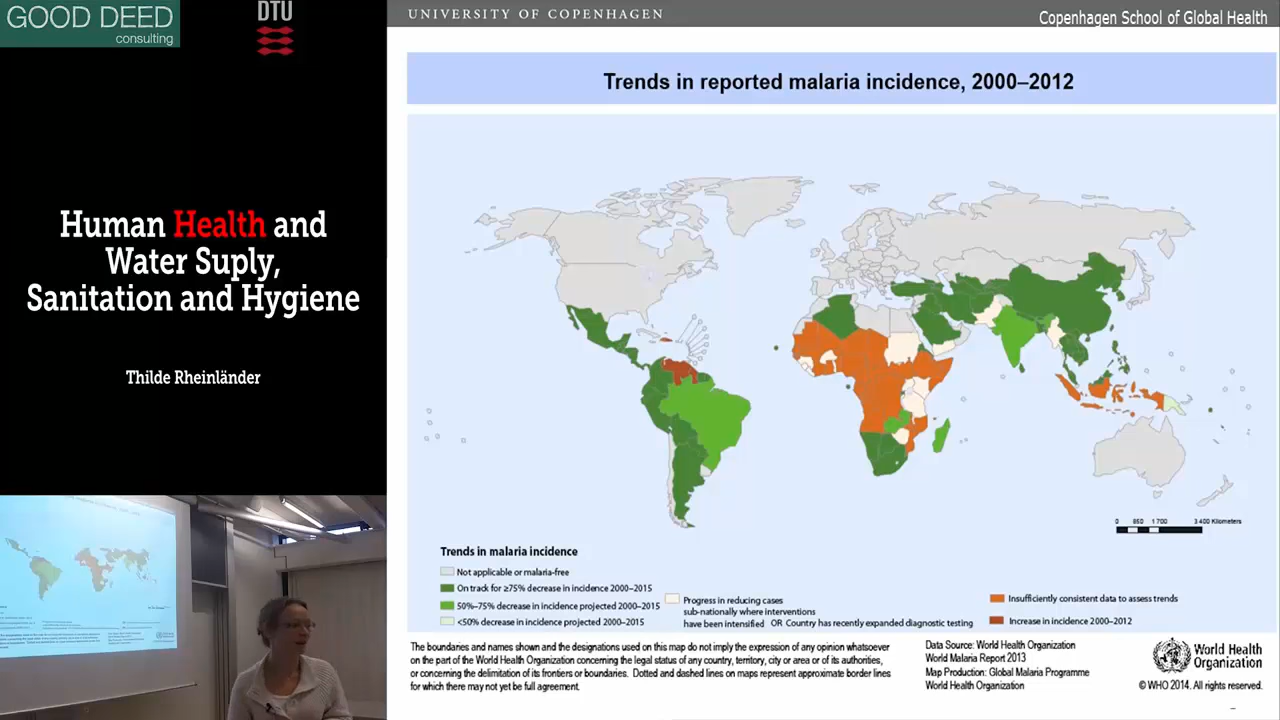 GOOD DEED
consulting
DTU
Human Health and
Water Suply,
Sanitation and Hygiene
Thilde Rheinländer
UNIVERSITY OF COPENHAGEN
Copenhagen School of Global Health
Trends in reported malaria incidence, 2000–2012
0 850 1 700 3 400 Kilometers
Trends in malaria incidence
Not applicable or malaria-free
On track for ≥75% decrease in incidence 2000–2015
50%–75% decrease in incidence projected 2000–2015
<50% decrease in incidence projected 2000–2015
Progress in reducing cases
sub-nationally where interventions
have been intensified OR Country has recently expanded diagnostic testing
Insufficiently consistent data to assess trends
Increase in incidence 2000–2012
The boundaries and names shown and the designations used on this map do not imply the expression of any opinion whatsoever
on the part of the World Health Organization concerning the legal status of any country, territory, city or area or of its authorities,
or concerning the delimitation of its frontiers or boundaries. Dotted and dashed lines on maps represent approximate border lines
for which there may not yet be full agreement.
Data Source: World Health Organization
World Malaria Report 2013
Map Production: Global Malaria Programme
World Health Organization
World Health
Organization
© WHO 2014. All rights reserved.